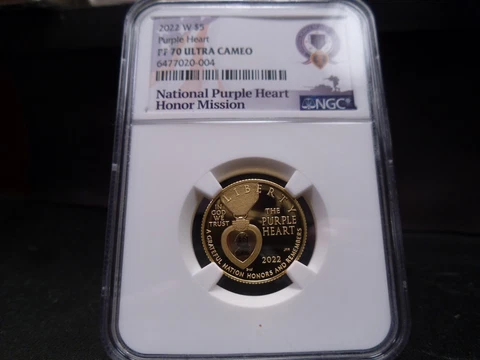 2022 W $5
Purple Heart
PF 70 ULTRA CAMEO
6477020-004
National Purple Heart
Honor Mission
NGC
LIBERTY
IN
GOD
WE
TRUST
THE
PURPLE
HEART
2022
A GRATEFUL NATION HONORS AND REMEMBERS